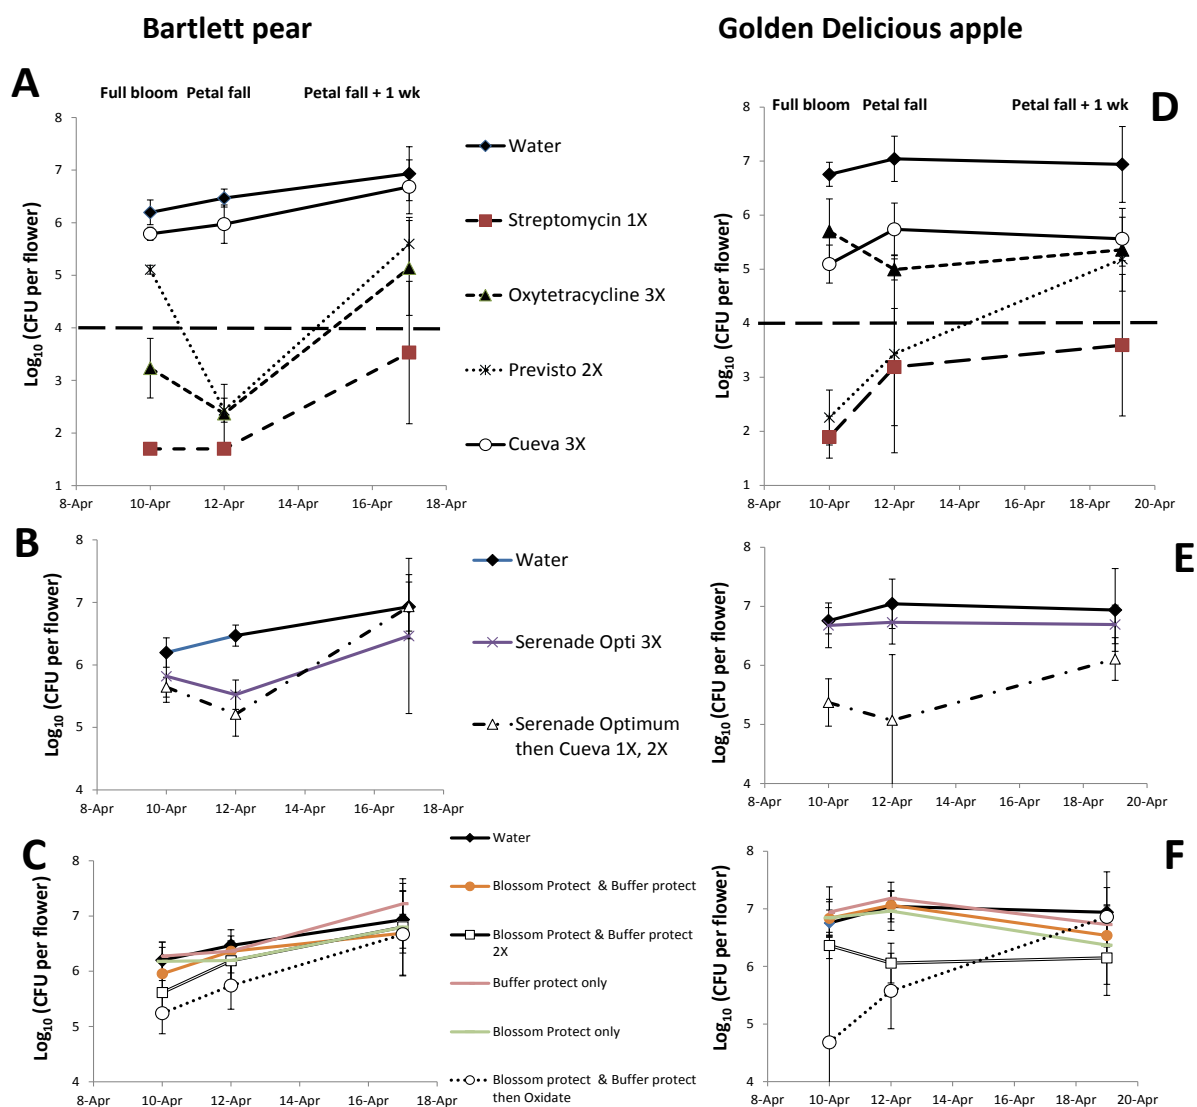 Bartlett pear
Golden Delicious apple
A
Full bloom Petal fall Petal fall + 1 wk
Log10 (CFU per flower)
8
7
6
5
4
3
2
1
8-Apr 10-Apr 12-Apr 14-Apr 16-Apr 18-Apr
Water
Streptomycin 1X
Oxytetracycline 3X
Previsto 2X
Cueva 3X
D
Full bloom Petal fall Petal fall + 1 wk
Log10 (CFU per flower)
8
7
6
5
4
3
2
1
8-Apr 10-Apr 12-Apr 14-Apr 16-Apr 18-Apr 20-Apr
B
Log10 (CFU per flower)
8
7
6
5
4
8-Apr 10-Apr 12-Apr 14-Apr 16-Apr 18-Apr
Water
Serenade Opti 3X
Serenade Optimum
then Cueva 1X, 2X
E
Log10 (CFU per flower)
8
7
6
5
4
8-Apr 10-Apr 12-Apr 14-Apr 16-Apr 18-Apr 20-Apr
C
Log10 (CFU per flower)
8
7
6
5
4
8-Apr 10-Apr 12-Apr 14-Apr 16-Apr 18-Apr
Water
Blossom Protect & Buffer protect
Blossom Protect & Buffer protect
2X
Buffer protect only
Blossom Protect only
Blossom protect & Buffer protect
then Oxidate
F
Log10 (CFU per flower)
8
7
6
5
4
8-Apr 10-Apr 12-Apr 14-Apr 16-Apr 18-Apr 20-Apr